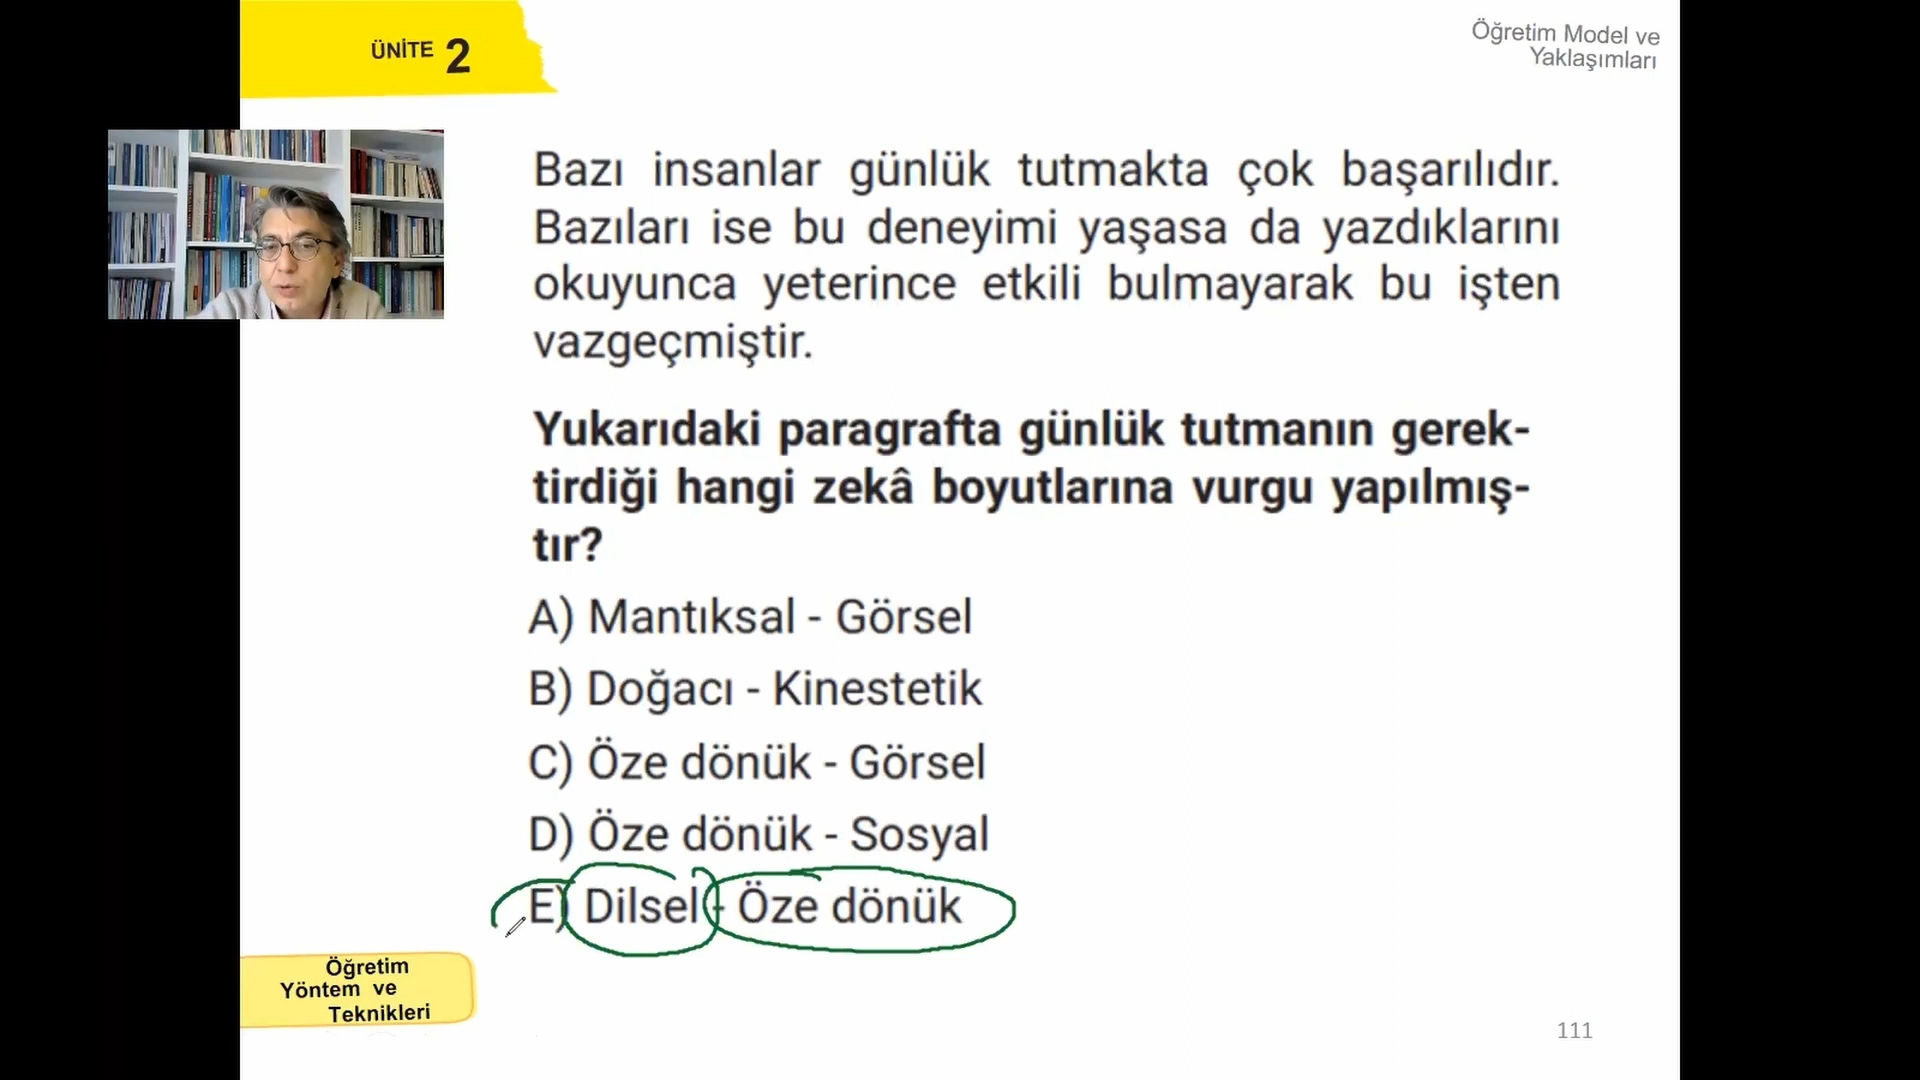 ÜNİTE 2
Öğretim Model ve
Yaklaşımları
Bazı insanlar günlük tutmakta çok başarılıdır.
Bazıları ise bu deneyimi yaşasa da yazdıklarını
okuyunca yeterince etkili bulmayarak bu işten
vazgeçmiştir.
Yukarıdaki paragrafta günlük tutmanın gerek-
tirdiği hangi zekâ boyutlarına vurgu yapılmış-
tır?
A) Mantıksal - Görsel
B) Doğacı - Kinestetik
C) Öze dönük - Görsel
D) Öze dönük - Sosyal
E) Dilsel - Öze dönük
Öğretim
Yöntem ve
Teknikleri
111